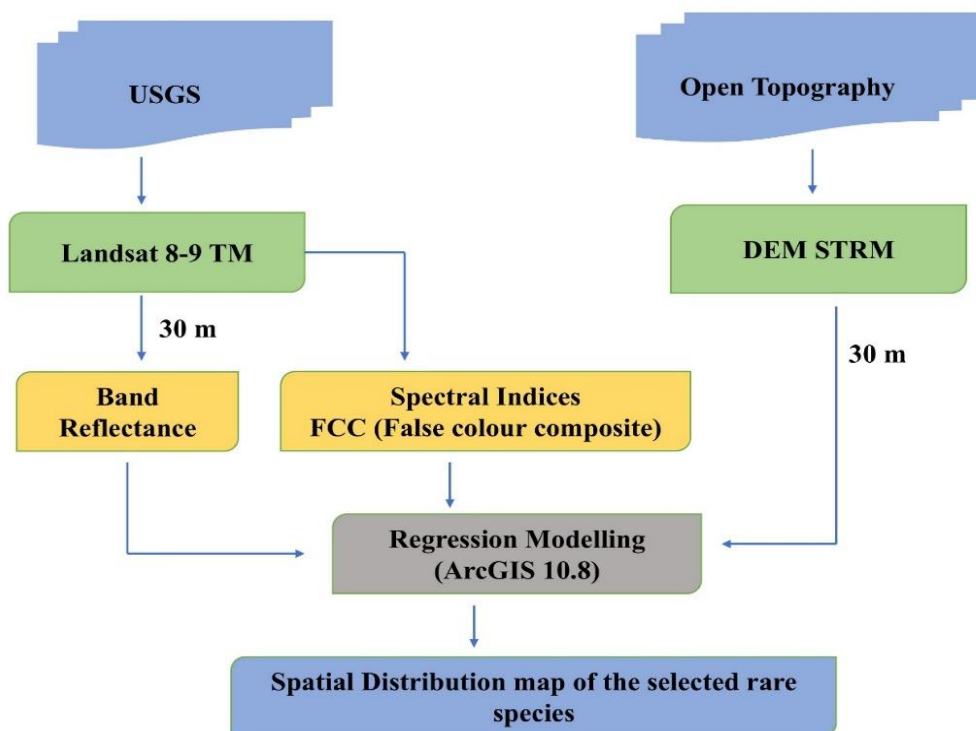 USGS
Open Topography
Landsat 8-9 TM
DEM STRM
30 m
30 m
Band
Reflectance
Spectral Indices
FCC (False colour composite)
Regression Modelling
(ArcGIS 10.8)
Spatial Distribution map of the selected rare
species